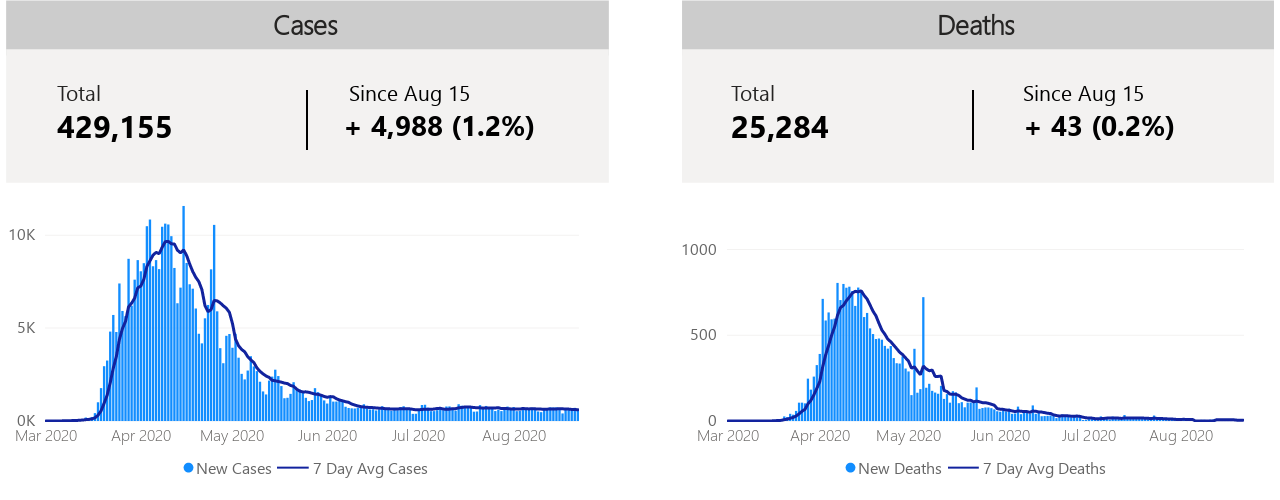 Cases
Total
429,155
Since Aug 15
+ 4,988 (1.2%)
10K
5K
0K
Mar 2020 Apr 2020 May 2020 Jun 2020 Jul 2020 Aug 2020
New Cases 7 Day Avg Cases
Deaths
Total
25,284
Since Aug 15
+ 43 (0.2%)
1000
500
0
Mar 2020 Apr 2020 May 2020 Jun 2020 Jul 2020 Aug 2020
New Deaths 7 Day Avg Deaths